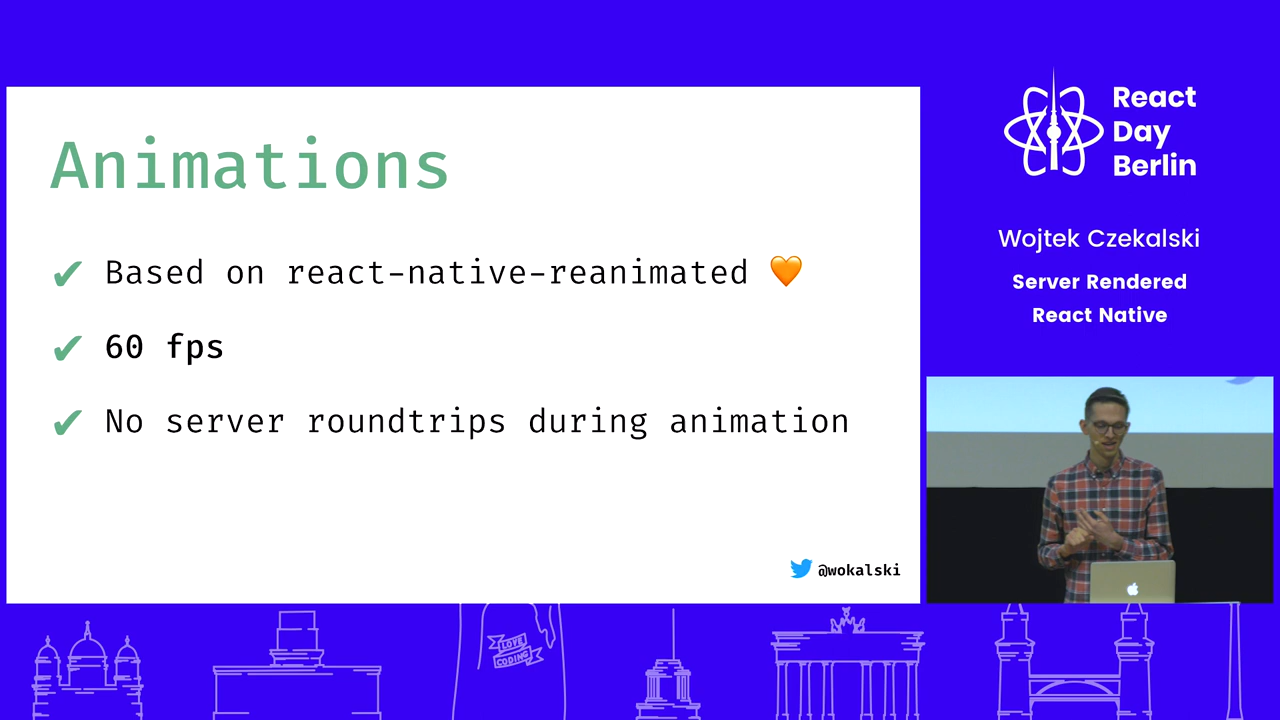 Animations
✔ Based on react-native-reanimated 🧡
✔ 60 fps
✔ No server roundtrips during animation
@wokalski
React
Day
Berlin
Wojtek Czekalski
Server Rendered
React Native
LOVE
CODING